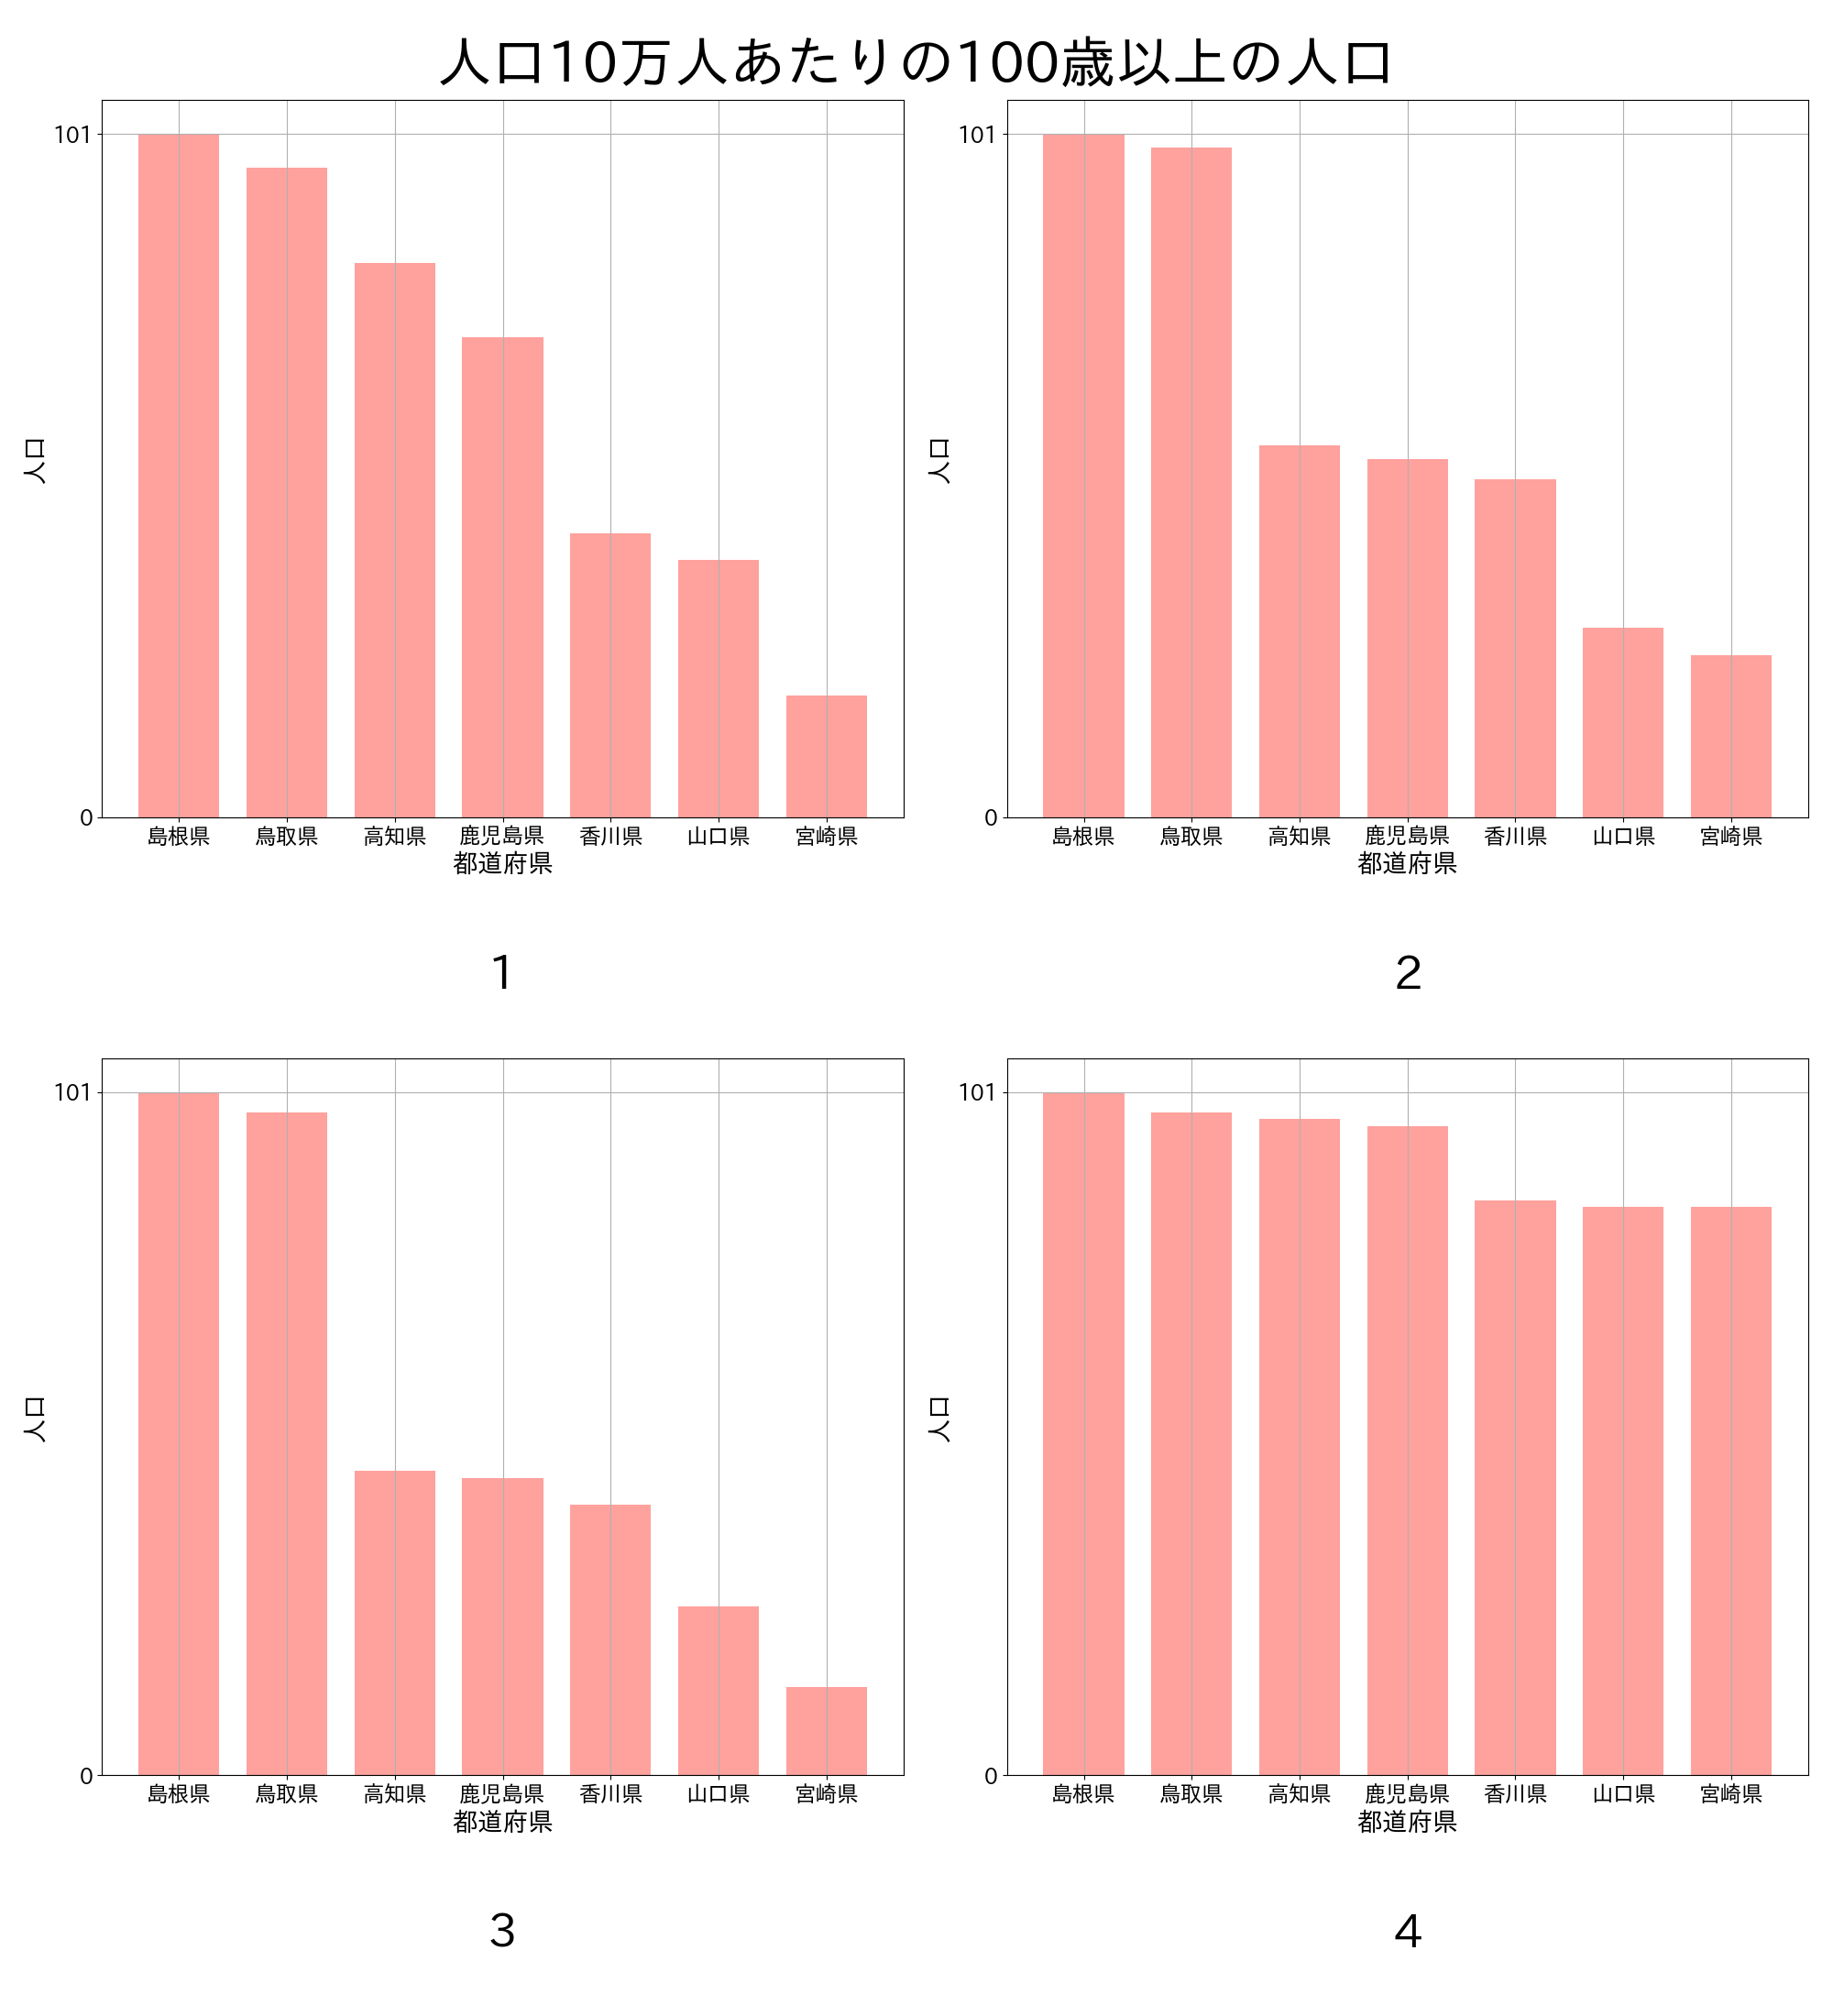 人口10万人あたりの100歳以上の人口
101
0
人口
島根県 鳥取県 高知県 鹿児島県 香川県 山口県 宮崎県
都道府県
1
101
0
人口
島根県 鳥取県 高知県 鹿児島県 香川県 山口県 宮崎県
都道府県
2
101
0
人口
島根県 鳥取県 高知県 鹿児島県 香川県 山口県 宮崎県
都道府県
3
101
0
人口
島根県 鳥取県 高知県 鹿児島県 香川県 山口県 宮崎県
都道府県
4